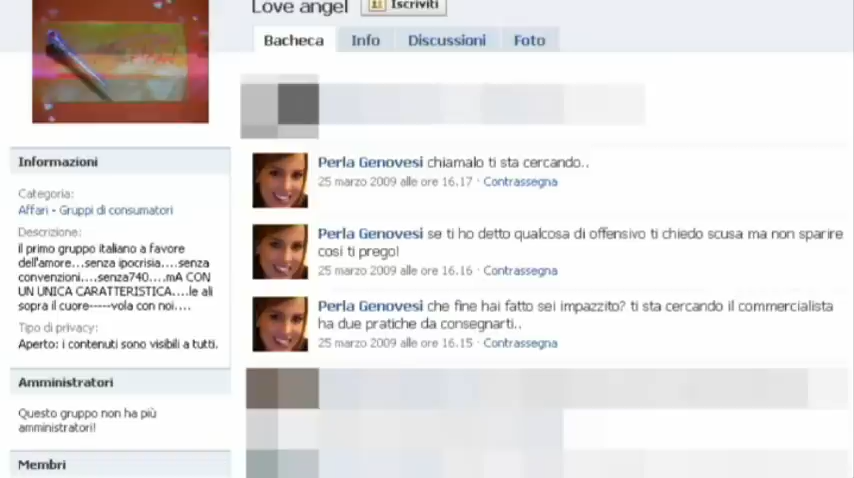 Love angel
Iscriviti
Bacheca Info Discussioni Foto
Informazioni
Categoria:
Affari - Gruppi di consumatori
Descrizione:
il primo gruppo italiano a favore
dell'amore...senza ipocrisia....senza
convenzioni....senza740....mA CON
UN UNICA CARATTERISTICA....le ali
sopra il cuore-----vola con noi....
Tipo di privacy:
Aperto: i contenuti sono visibili a tutti.
Amministratori
Questo gruppo non ha più
amministratori!
Membri
Perla Genovesi chiamalo ti sta cercando..
25 marzo 2009 alle ore 16.17 · Contrassegna
Perla Genovesi se ti ho detto qualcosa di offensivo ti chiedo scusa ma non sparire
cosi ti prego!
25 marzo 2009 alle ore 16.16 · Contrassegna
Perla Genovesi che fine hai fatto sei impazzito? ti sta cercando il commercialista
ha due pratiche da consegnarti..
25 marzo 2009 alle ore 16.15 · Contrassegna